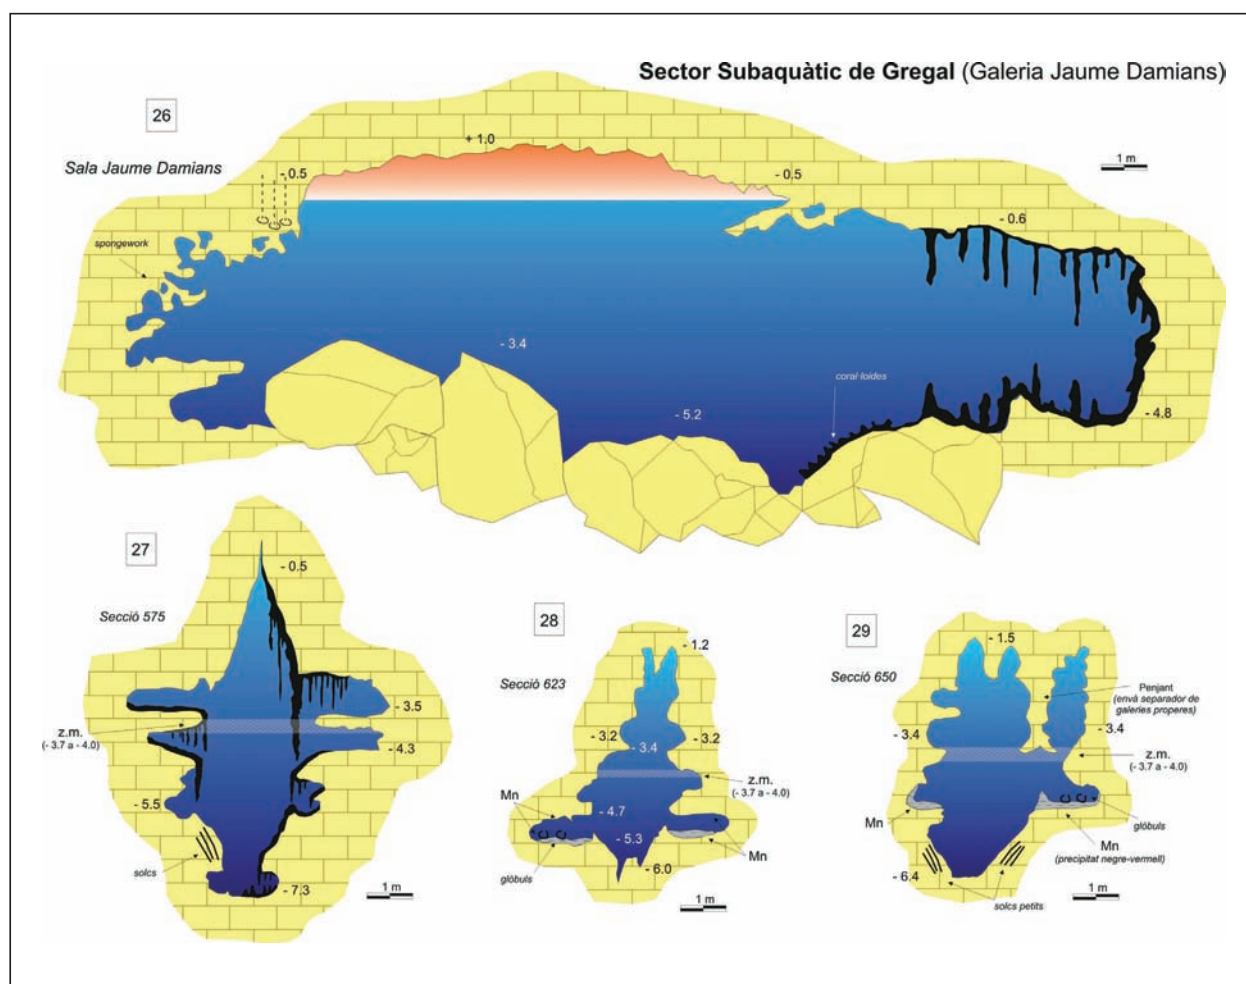 Sector Subaquàtic de Gregal (Galeria Jaume Damians)
26
Sala Jaume Damians
+ 1.0
- 0.5
- 0.5
1 m
- 0.6
spongework
- 3.4
coral·loides
- 5.2
- 4.8
27
Secció 575
- 0.5
- 3.5
z.m.
(- 3.7 a - 4.0)
- 4.3
- 5.5
solcs
- 7.3
1 m
28
Secció 623
- 1.2
- 3.2
- 3.4
- 3.2
z.m.
(- 3.7 a - 4.0)
Mn
- 4.7
- 5.3
Mn
glòbuls
- 6.0
1 m
29
Secció 650
- 1.5
Penjant
(envà separador de
galeries properes)
- 3.4
- 3.4
z.m.
(- 3.7 a - 4.0)
Mn
glòbuls
Mn
(precipitat negre-vermell)
- 6.4
solcs petits
1 m